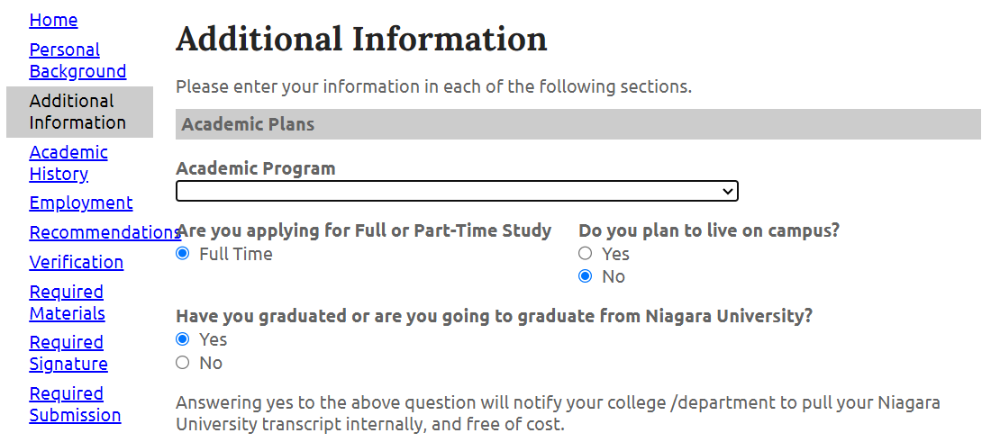 Home
Personal
Background
Additional
Information
Academic
History
Employment
Recommendations
Verification
Required
Materials
Required
Signature
Required
Submission
Additional Information
Please enter your information in each of the following sections.
Academic Plans
Academic Program
Are you applying for Full or Part-Time Study
Full Time
Do you plan to live on campus?
Yes
No
Have you graduated or are you going to graduate from Niagara University?
Yes
No
Answering yes to the above question will notify your college /department to pull your Niagara
University transcript internally, and free of cost.